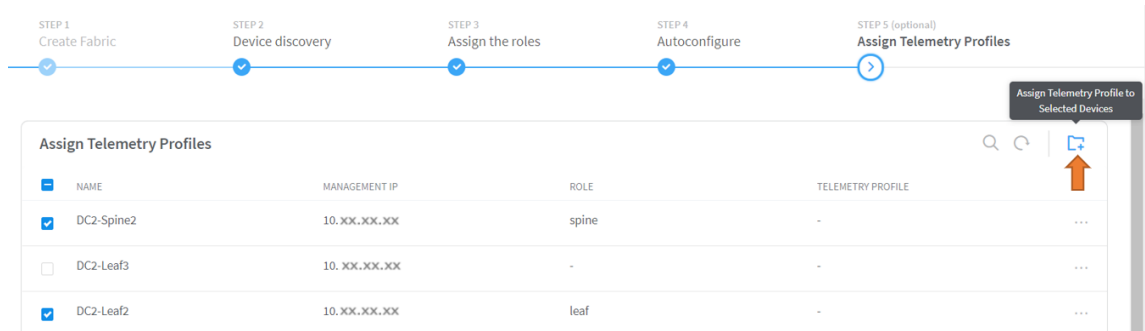 STEP 1
STEP 2
STEP 3
STEP 4
STEP 5 (optional)
Create Fabric
Device discovery
Assign the roles
Autoconfigure
Assign Telemetry Profiles
Assign Telemetry Profile to
Selected Devices
Assign Telemetry Profiles
NAME MANAGEMENT IP ROLE TELEMETRY PROFILE
DC2-Spine2 10.xx.xx.xx spine - ...
DC2-Leaf3 10. xx.xx.xx - - ...
DC2-Leaf2 10.xx.xx.xx leaf - ...